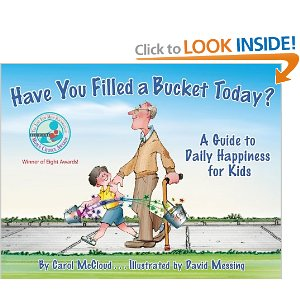 Click to LOOK INSIDE!
Have You Filled a Bucket Today?
A Guide to
Daily Happiness
for Kids
Winner of Eight Awards!
By Carol McCloud .... Illustrated by David Messing